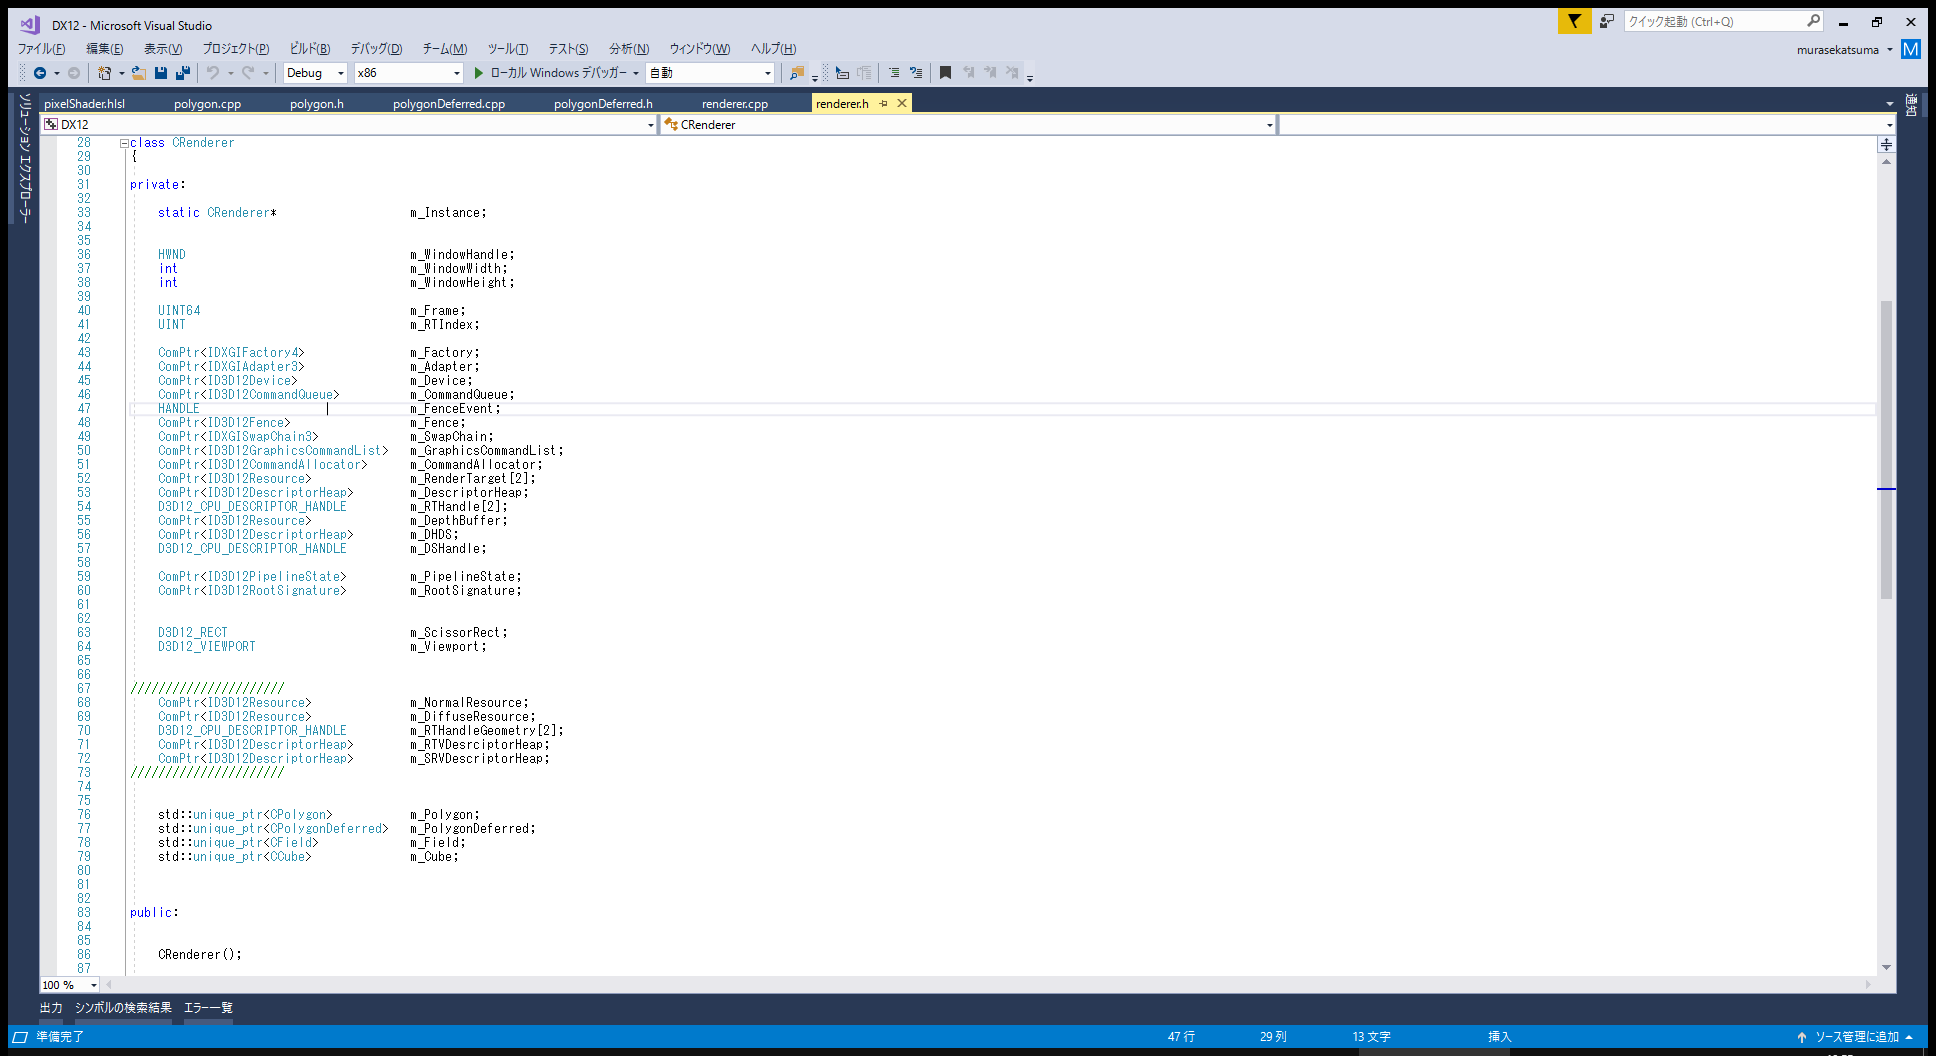 DX12 - Microsoft Visual Studio
クイック起動 (Ctrl+Q)
ファイル(F) 編集(E) 表示(V) プロジェクト(P) ビルド(B) デバッグ(D) チーム(M) ツール(T) テスト(S) 分析(N) ウィンドウ(W) ヘルプ(H)
murasekatsuma M
Debug x86 ローカル Windows デバッガー 自動
ソリューション エクスプローラー
通知
pixelShader.hlsl polygon.cpp polygon.h polygonDeferred.cpp polygonDeferred.h renderer.cpp renderer.h
DX12 CRenderer
28 class CRenderer
29 {
30
31 private:
32
33 static CRenderer* m_Instance;
34
35
36 HWND m_WindowHandle;
37 int m_WindowWidth;
38 int m_WindowHeight;
39
40 UINT64 m_Frame;
41 UINT m_RTIndex;
42
43 ComPtr<IDXGIFactory4> m_Factory;
44 ComPtr<IDXGIAdapter3> m_Adapter;
45 ComPtr<ID3D12Device> m_Device;
46 ComPtr<ID3D12CommandQueue> m_CommandQueue;
47 HANDLE m_FenceEvent;
48 ComPtr<ID3D12Fence> m_Fence;
49 ComPtr<IDXGISwapChain3> m_SwapChain;
50 ComPtr<ID3D12GraphicsCommandList> m_GraphicsCommandList;
51 ComPtr<ID3D12CommandAllocator> m_CommandAllocator;
52 ComPtr<ID3D12Resource> m_RenderTarget[2];
53 ComPtr<ID3D12DescriptorHeap> m_DescriptorHeap;
54 D3D12_CPU_DESCRIPTOR_HANDLE m_RTHandle[2];
55 ComPtr<ID3D12Resource> m_DepthBuffer;
56 ComPtr<ID3D12DescriptorHeap> m_DHDS;
57 D3D12_CPU_DESCRIPTOR_HANDLE m_DSHandle;
58
59 ComPtr<ID3D12PipelineState> m_PipelineState;
60 ComPtr<ID3D12RootSignature> m_RootSignature;
61
62
63 D3D12_RECT m_ScissorRect;
64 D3D12_VIEWPORT m_Viewport;
65
66
67 //////////////////////
68 ComPtr<ID3D12Resource> m_NormalResource;
69 ComPtr<ID3D12Resource> m_DiffuseResource;
70 D3D12_CPU_DESCRIPTOR_HANDLE m_RTHandleGeometry[2];
71 ComPtr<ID3D12DescriptorHeap> m_RTVDesrciptorHeap;
72 ComPtr<ID3D12DescriptorHeap> m_SRVDescriptorHeap;
73 //////////////////////
74
75
76 std::unique_ptr<CPolygon> m_Polygon;
77 std::unique_ptr<CPolygonDeferred> m_PolygonDeferred;
78 std::unique_ptr<CField> m_Field;
79 std::unique_ptr<CCube> m_Cube;
80
81
82
83 public:
84
85
86 CRenderer();
87
100 %
出力 シンボルの検索結果 エラー一覧
準備完了 47 行 29 列 13 文字 挿入 ソース管理に追加